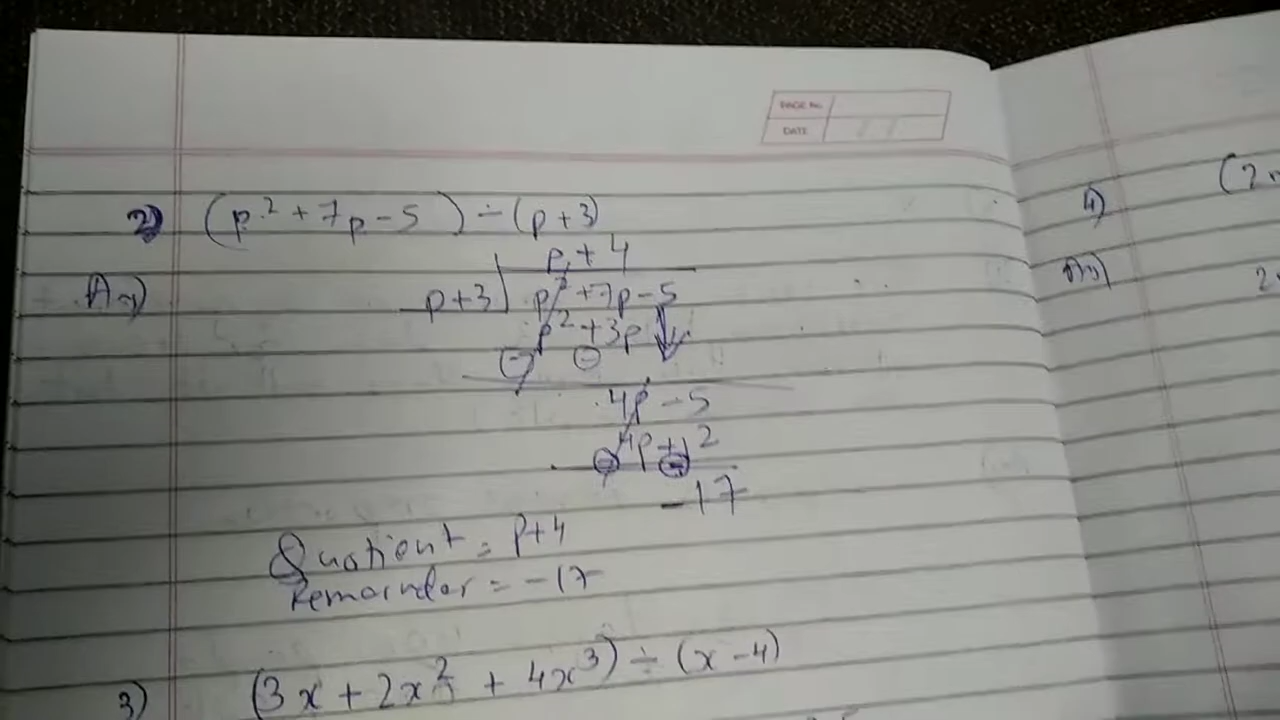 PAGE No.
DATE
2) (p² + 7p - 5) ÷ (p + 3)
p + 4
p + 3 p² + 7p - 5
p² + 3p
(-) (-)
4p - 5
4p + 12
(-) (-)
-17
Quotient = p + 4
Remainder = -17
3) (3x + 2x² + 4x³) ÷ (x - 4)
4)